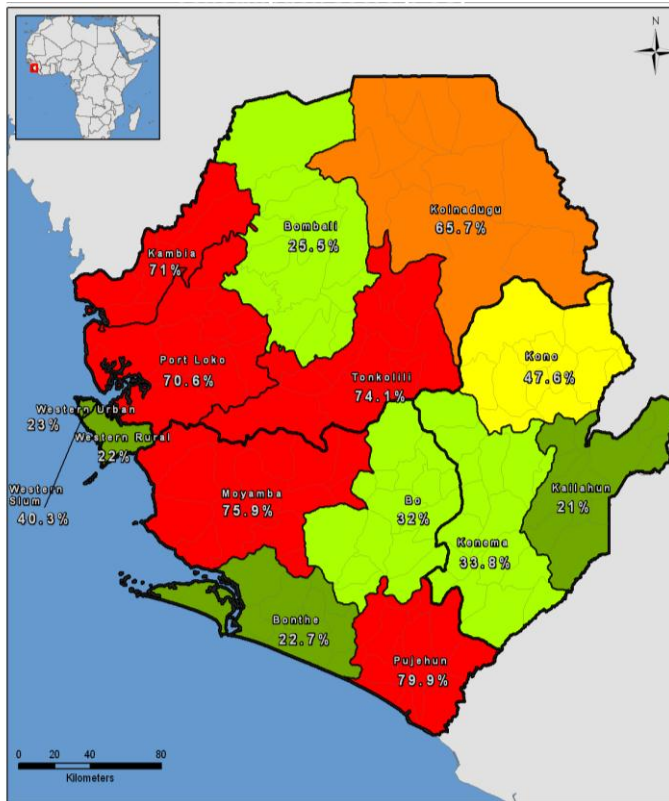 N
Koinadugu
65.7%
Bombali
25.5%
Kambia
71%
Kono
47.6%
Port Loko
70.6%
Tonkolili
74.1%
Western Urban
23%
Western Rural
22%
Western
Slum
40.3%
Moyamba
75.9%
Bo
32%
Kailahun
21%
Kenema
33.8%
Bonthe
22.7%
Pujehun
79.9%
0 20 40 80
Kilometers